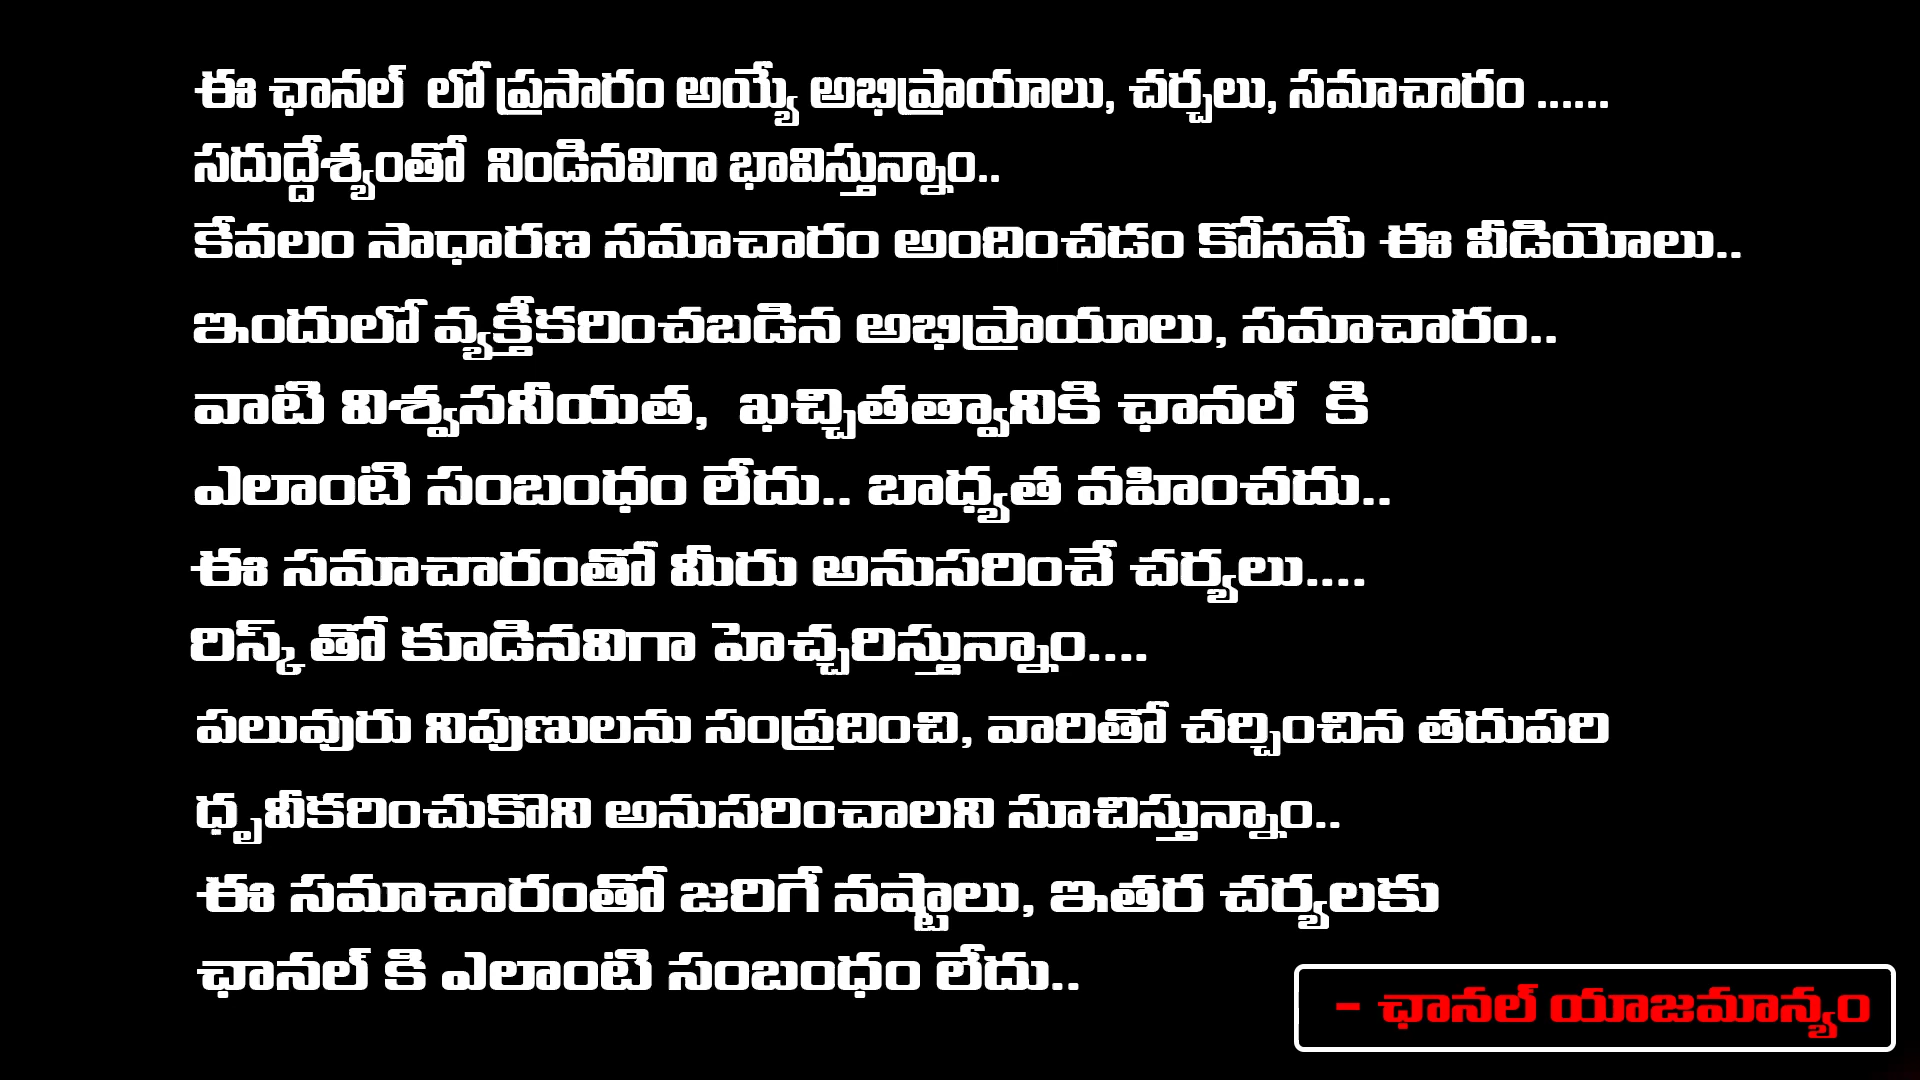 ఈ ఛానల్ లో ప్రసారం అయ్యే అభిప్రాయాలు, చర్చలు, సమాచారం ......
సదుద్దేశ్యంతో నిండినవిగా భావిస్తున్నాం..
కేవలం సాధారణ సమాచారం అందించడం కోసమే ఈ వీడియోలు..
ఇందులో వ్యక్తీకరించబడిన అభిప్రాయాలు, సమాచారం..
వాటి విశ్వసనీయత, ఖచ్చితత్వానికి ఛానల్ కి
ఎలాంటి సంబంధం లేదు.. బాధ్యత వహించదు..
ఈ సమాచారంతో మీరు అనుసరించే చర్యలు....
రిస్క్ తో కూడినవిగా హెచ్చరిస్తున్నాం....
పలువురు నిపుణులను సంప్రదించి, వారితో చర్చించిన తదుపరి
ధృవీకరించుకొని అనుసరించాలని సూచిస్తున్నాం..
ఈ సమాచారంతో జరిగే నష్టాలు, ఇతర చర్యలకు
ఛానల్ కి ఎలాంటి సంబంధం లేదు..
- ఛానల్ యాజమాన్యం